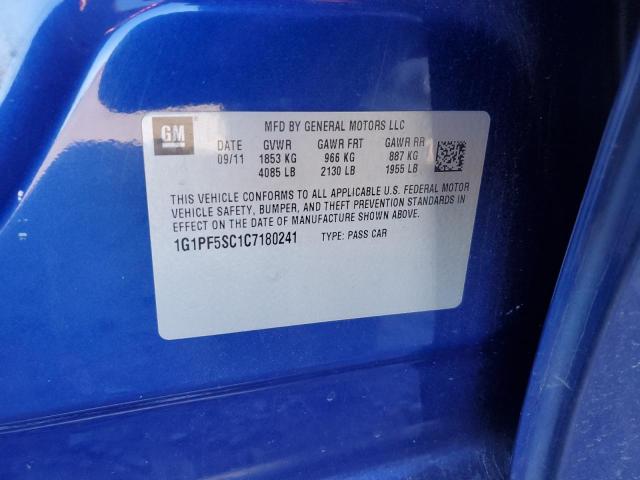 GM
MFD BY GENERAL MOTORS LLC
DATE GVWR GAWR FRT GAWR RR
09/11 1853 KG 966 KG 887 KG
4085 LB 2130 LB 1955 LB
THIS VEHICLE CONFORMS TO ALL APPLICABLE U.S. FEDERAL MOTOR
VEHICLE SAFETY, BUMPER, AND THEFT PREVENTION STANDARDS IN
EFFECT ON THE DATE OF MANUFACTURE SHOWN ABOVE.
1G1PF5SC1C7180241 TYPE: PASS CAR